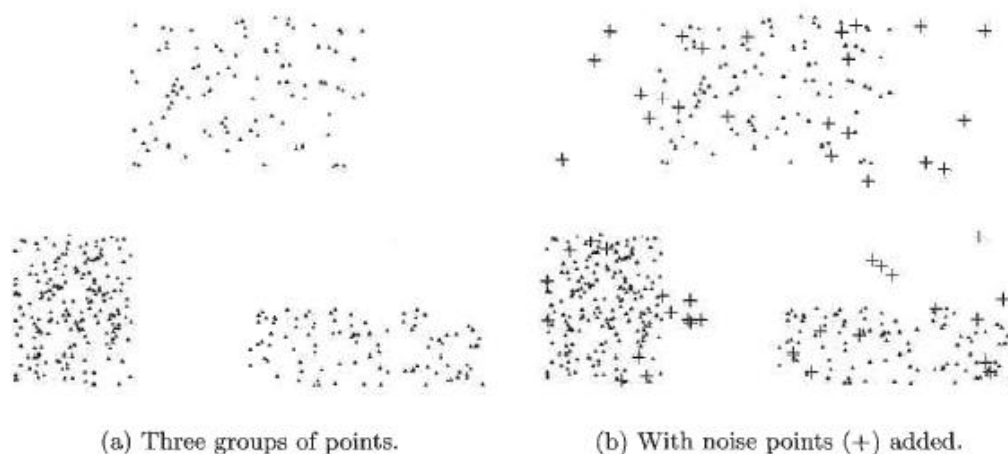 (a) Three groups of points.
(b) With noise points (+) added.